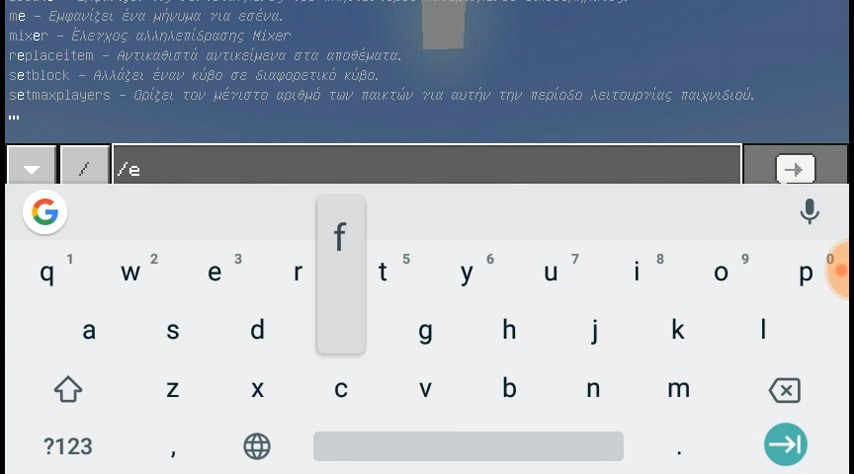 me – Εμφανίζει ένα μήνυμα για εσένα.
mixer – Έλεγχος αλληλεπίδρασης Mixer
replaceitem – Αντικαθιστά αντικείμενα στα αποθέματα.
setblock – Αλλάζει έναν κύβο σε διαφορετικό κύβο.
setmaxplayers – Ορίζει τον μέγιστο αριθμό των παικτών για αυτήν την περίοδο λειτουργίας παιχνιδιού.
...
/ /e
G f
q 1 w 2 e 3 r t 5 y 6 u 7 i 8 o 9 p 0
a s d g h j k l
z x c v b n m
?123 , .